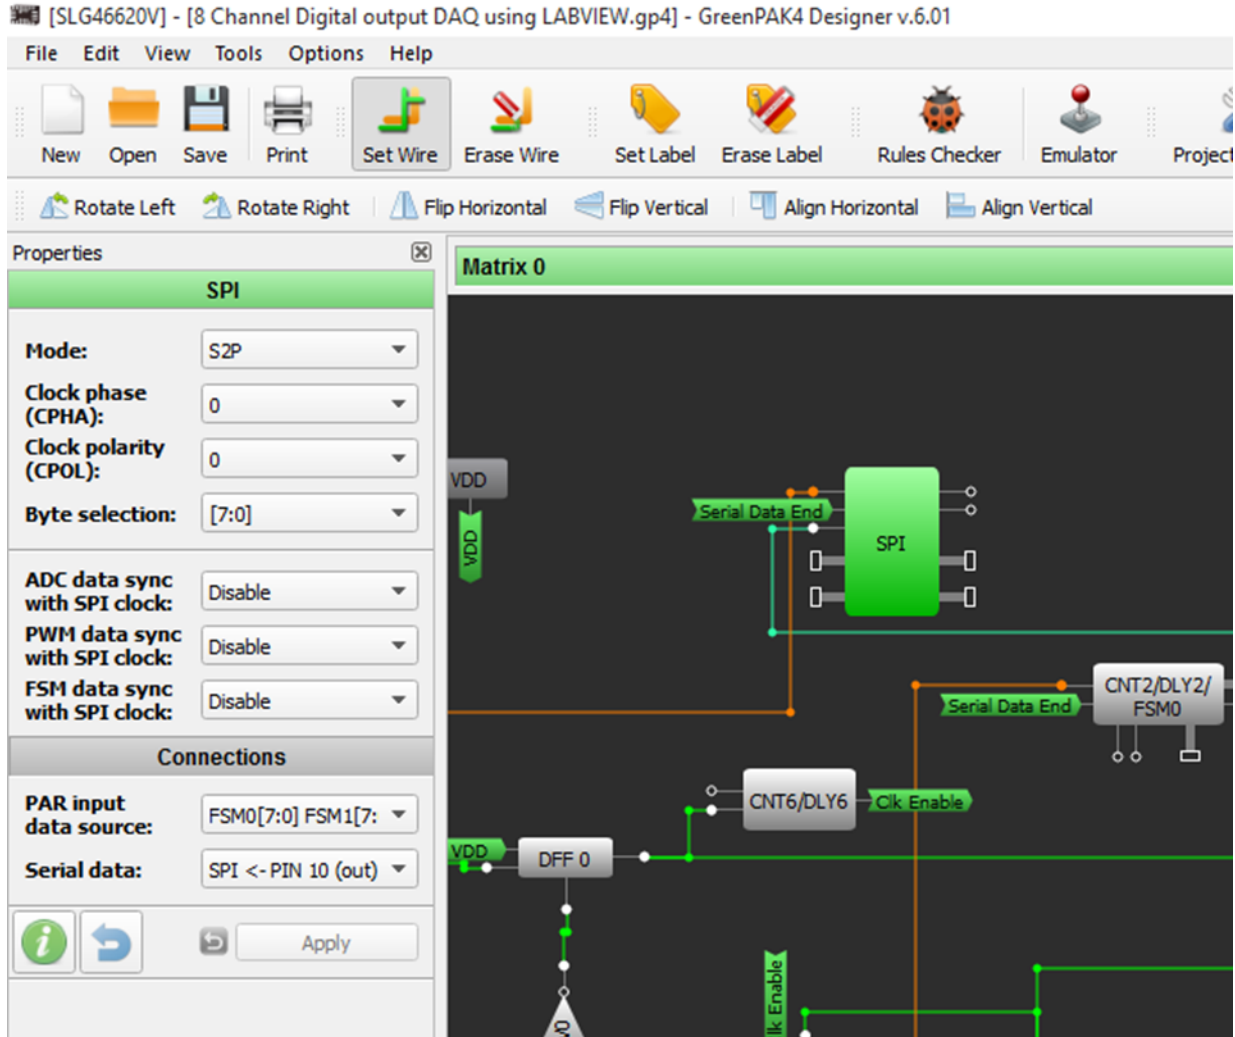 [SLG46620V] - [8 Channel Digital output DAQ using LABVIEW.gp4] - GreenPAK4 Designer v.6.01
File Edit View Tools Options Help
New Open Save Print Set Wire Erase Wire Set Label Erase Label Rules Checker Emulator
Rotate Left Rotate Right Flip Horizontal Flip Vertical Align Horizontal Align Vertical
Properties
SPI
Mode: S2P
Clock phase
(CPHA): 0
Clock polarity
(CPOL): 0
Byte selection: [7:0]
ADC data sync
with SPI clock: Disable
PWM data sync
with SPI clock: Disable
FSM data sync
with SPI clock: Disable
Connections
PAR input
data source: FSM0[7:0] FSM1[7:
Serial data: SPI <- PIN 10 (out)
Apply
Matrix 0
VDD
VDD
Serial Data End
SPI
Serial Data End
CNT2/DLY2/
FSM0
CNT6/DLY6
Clk Enable
VDD
DFF 0
Enable